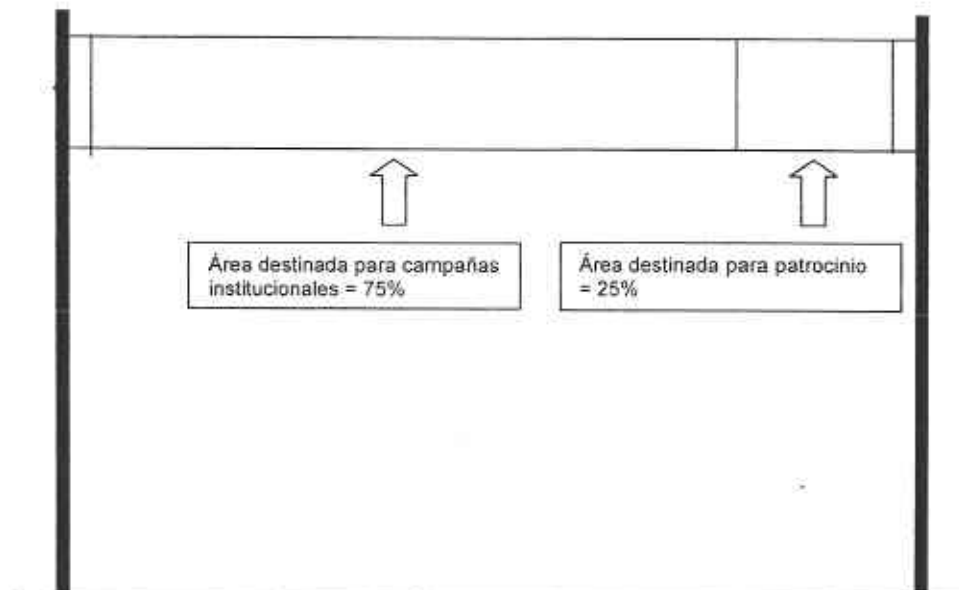 Área destinada para campañas
institucionales = 75%
Área destinada para patrocinio
= 25%